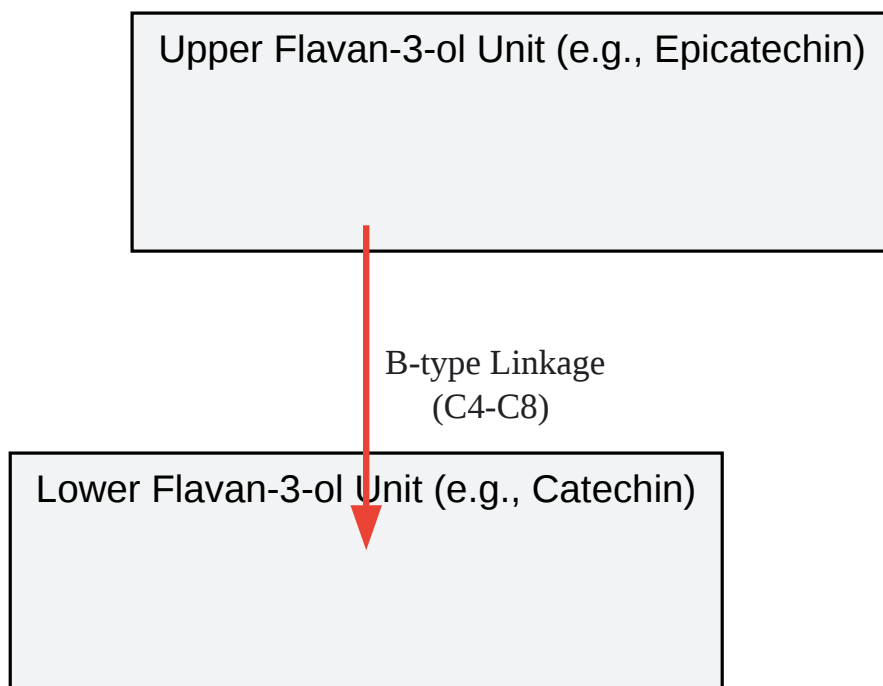 Upper Flavan-3-ol Unit (e.g., Epicatechin)
B-type Linkage
(C4-C8)
Lower Flavan-3-ol Unit (e.g., Catechin)